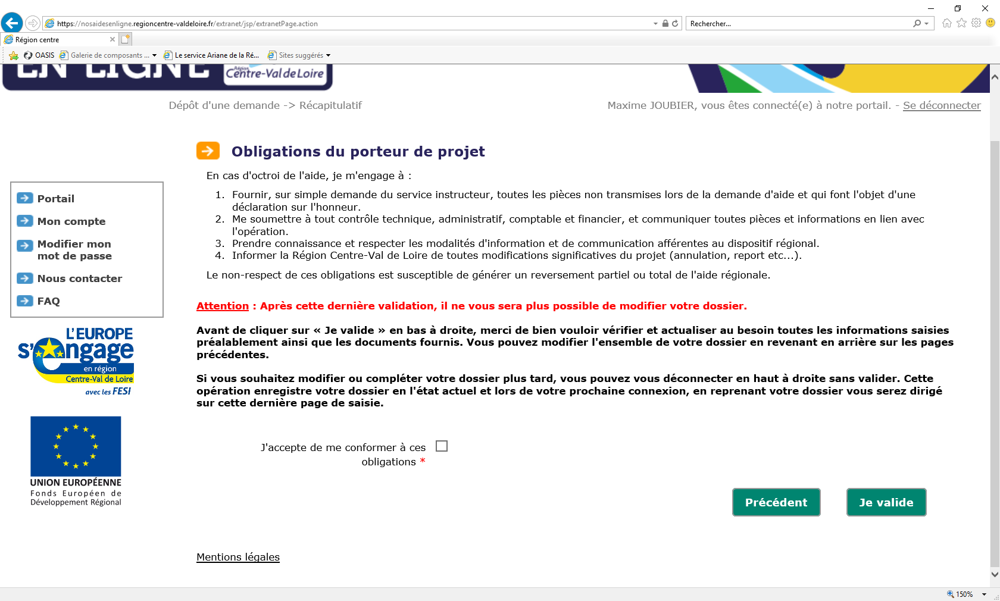 https://nosaidesenligne.regioncentre-valdeloire.fr/extranet/jsp/extranetPage.action
Rechercher...
Région centre
OASIS
Galerie de composants ...
Le service Ariane de la Ré...
Sites suggérés
EN LIGNE
Région
Centre-Val de Loire
Dépôt d'une demande -> Récapitulatif
Maxime JOUBIER, vous êtes connecté(e) à notre portail. - Se déconnecter
Portail
Mon compte
Modifier mon
mot de passe
Nous contacter
FAQ
L'EUROPE
s'engage
en région
Centre-Val de Loire
avec les FESI
UNION EUROPÉENNE
Fonds Européen de
Développement Régional
Obligations du porteur de projet
En cas d'octroi de l'aide, je m'engage à :
1. Fournir, sur simple demande du service instructeur, toutes les pièces non transmises lors de la demande d'aide et qui font l'objet d'une
déclaration sur l'honneur.
2. Me soumettre à tout contrôle technique, administratif, comptable et financier, et communiquer toutes pièces et informations en lien avec
l'opération.
3. Prendre connaissance et respecter les modalités d'information et de communication afférentes au dispositif régional.
4. Informer la Région Centre-Val de Loire de toutes modifications significatives du projet (annulation, report etc...).
Le non-respect de ces obligations est susceptible de générer un reversement partiel ou total de l'aide régionale.
Attention : Après cette dernière validation, il ne vous sera plus possible de modifier votre dossier.
Avant de cliquer sur « Je valide » en bas à droite, merci de bien vouloir vérifier et actualiser au besoin toutes les informations saisies
préalablement ainsi que les documents fournis. Vous pouvez modifier l'ensemble de votre dossier en revenant en arrière sur les pages
précédentes.
Si vous souhaitez modifier ou compléter votre dossier plus tard, vous pouvez vous déconnecter en haut à droite sans valider. Cette
opération enregistre votre dossier en l'état actuel et lors de votre prochaine connexion, en reprenant votre dossier vous serez dirigé
sur cette dernière page de saisie.
J'accepte de me conformer à ces
obligations *
Précédent
Je valide
Mentions légales
150%